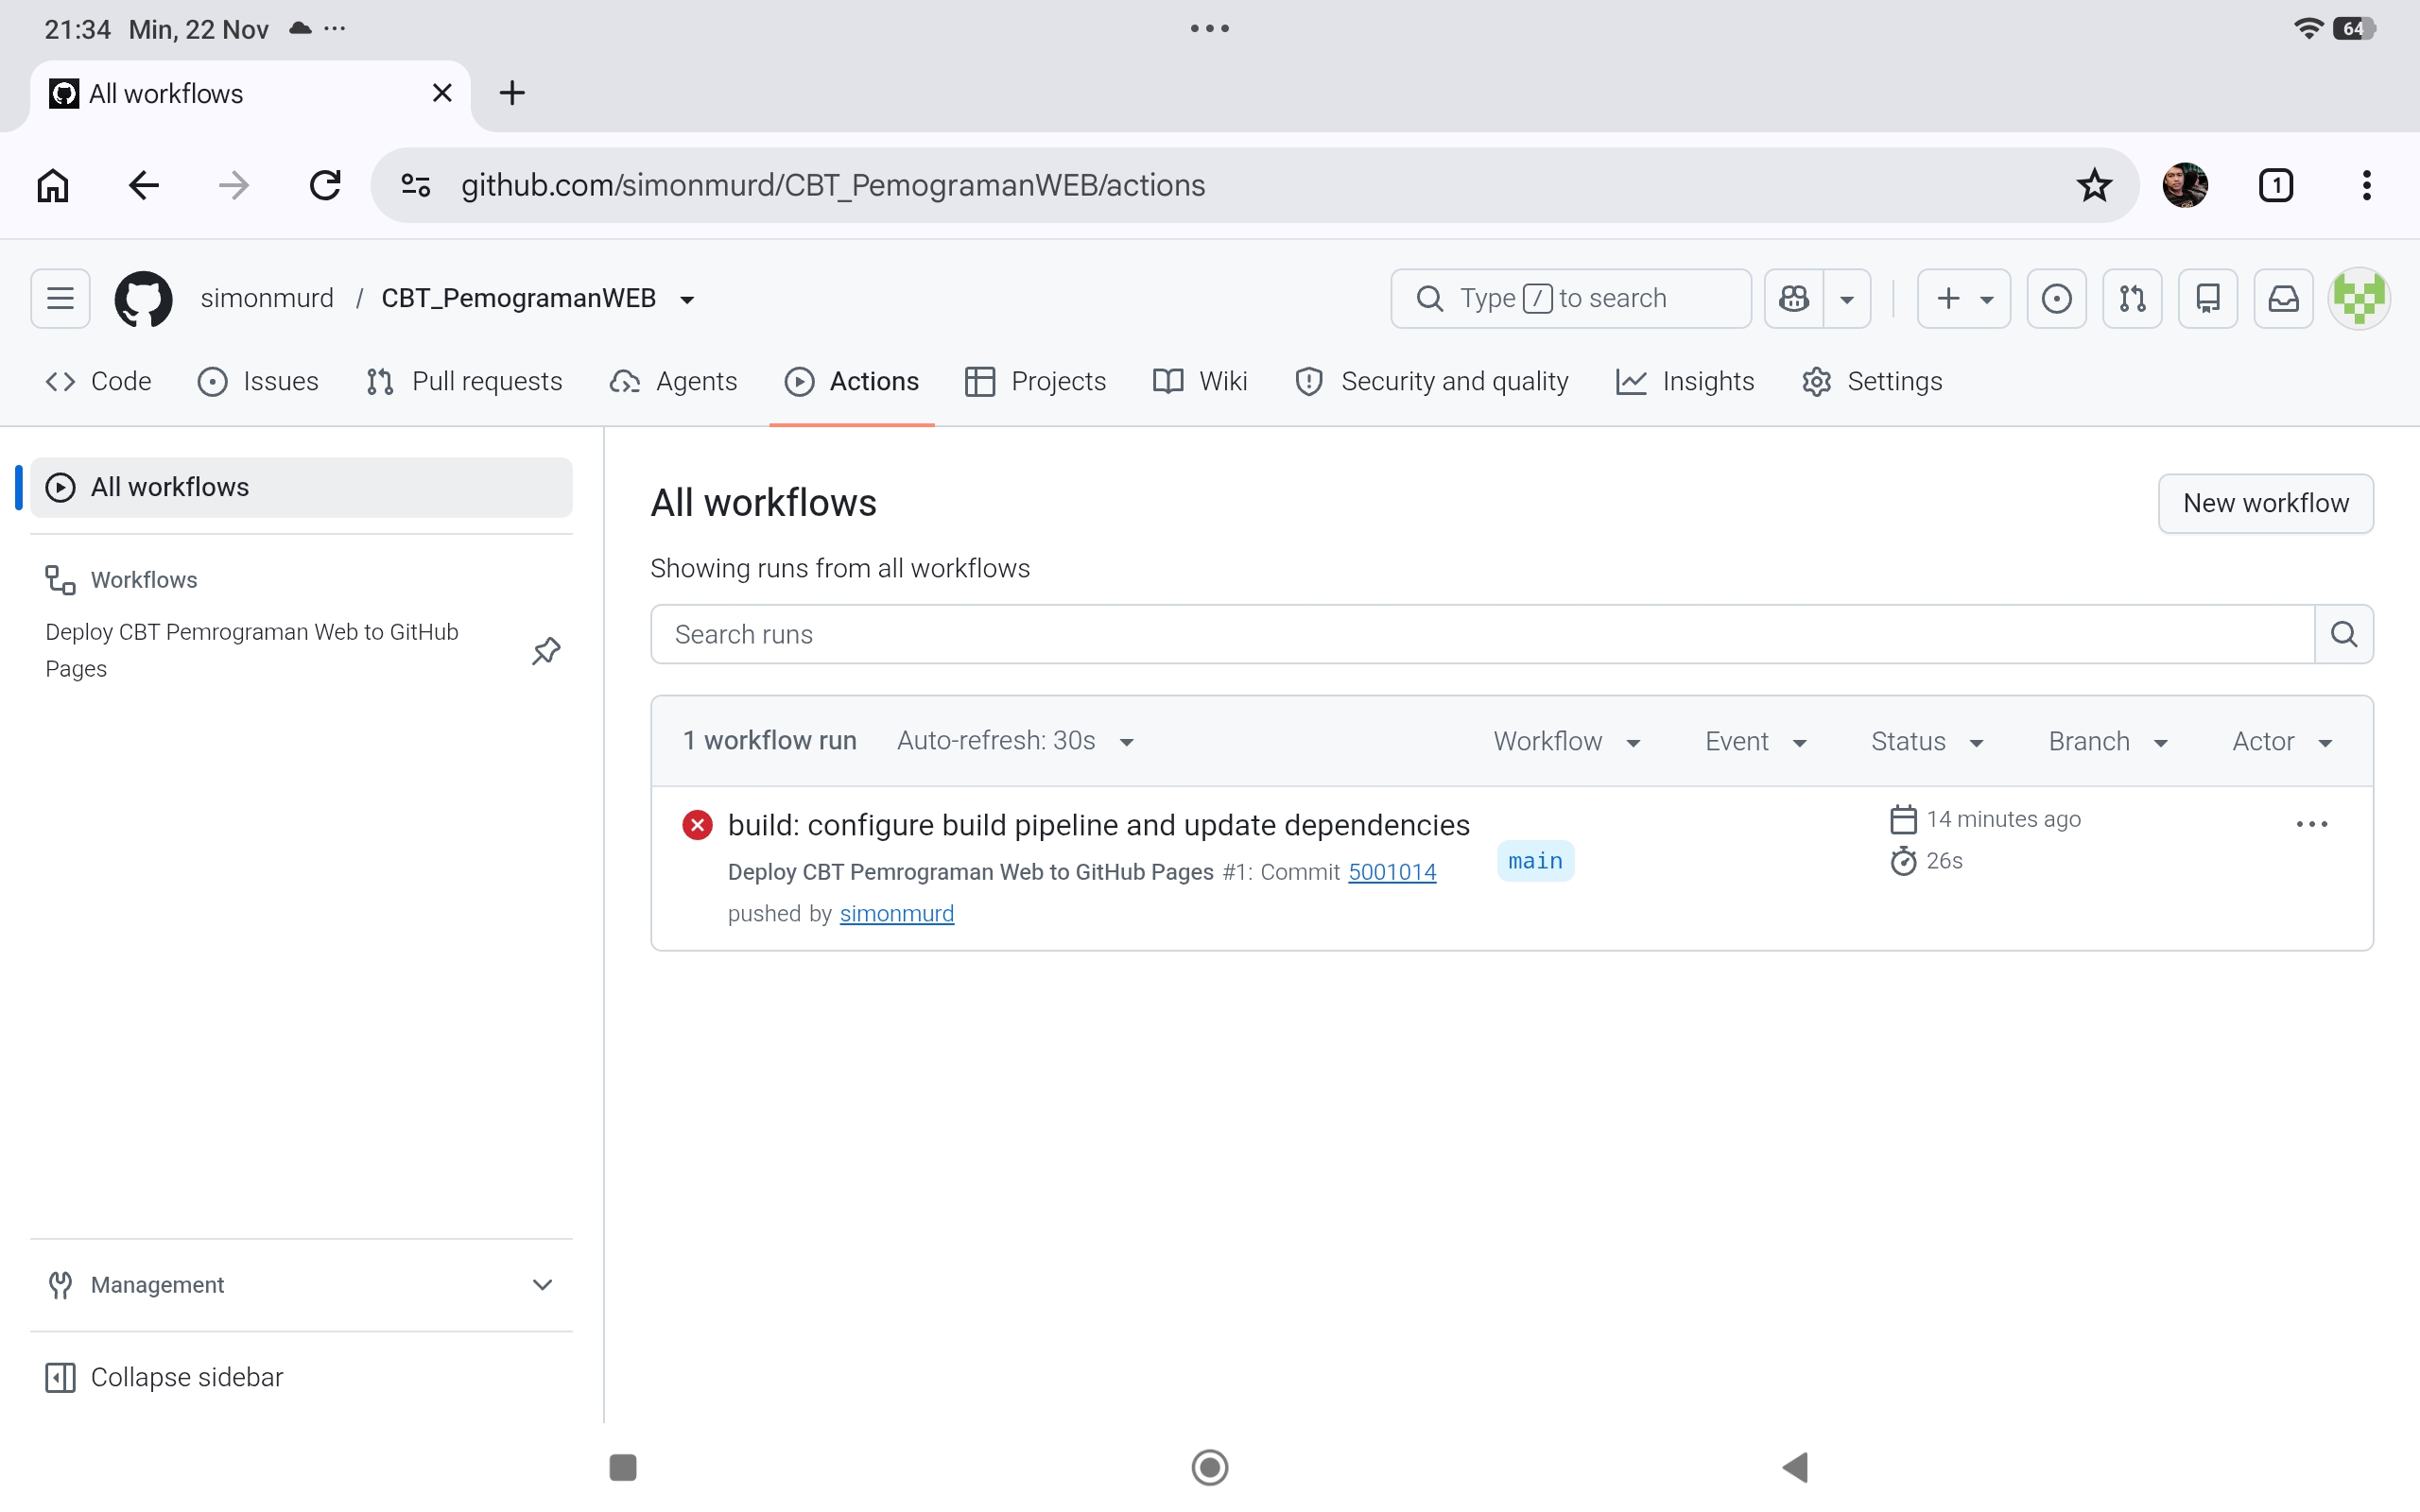 21:34 Min, 22 Nov
64
All workflows
github.com/simonmurd/CBT_PemogramanWEB/actions
1
simonmurd / CBT_PemogramanWEB
Type / to search
Code Issues Pull requests Agents Actions Projects Wiki Security and quality Insights Settings
All workflows
Workflows
Deploy CBT Pemrograman Web to GitHub
Pages
Management
Collapse sidebar
All workflows
New workflow
Showing runs from all workflows
Search runs
1 workflow run Auto-refresh: 30s Workflow Event Status Branch Actor
build: configure build pipeline and update dependencies
Deploy CBT Pemrograman Web to GitHub Pages #1: Commit 5001014
pushed by simonmurd
main
14 minutes ago
26s